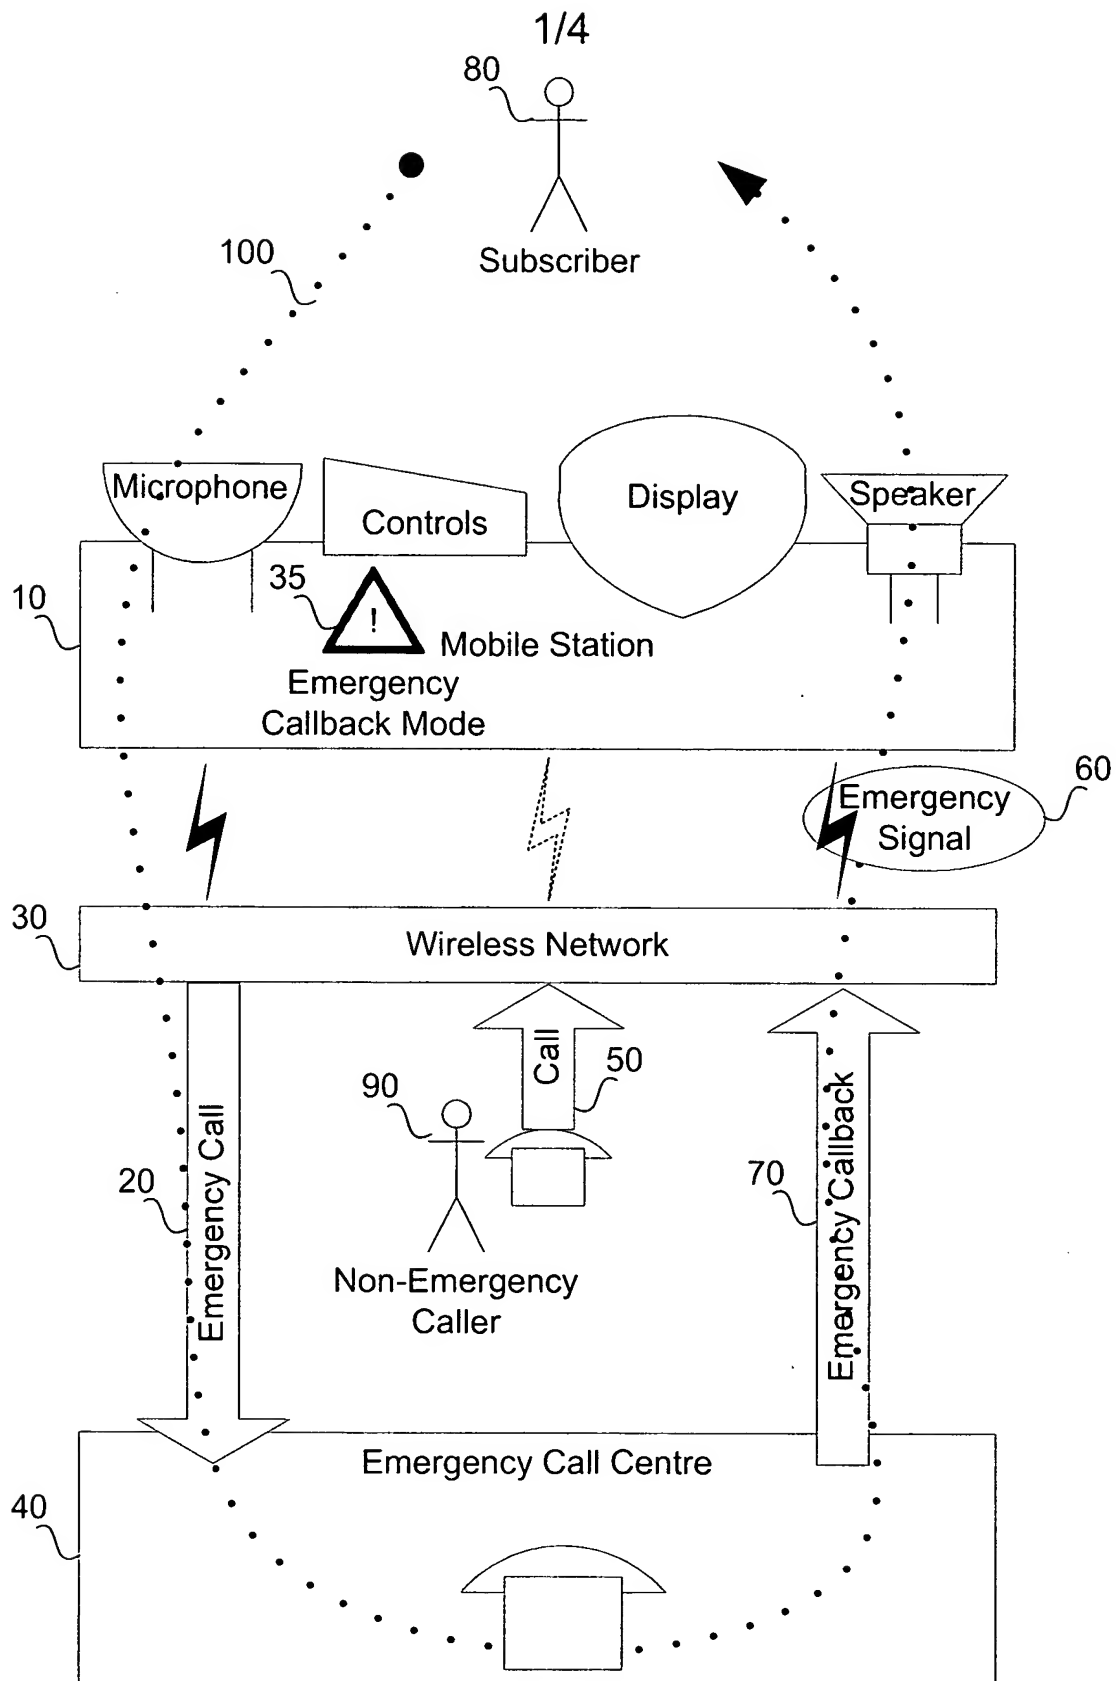 1/4
80
Subscriber
100
Microphone
Controls
Display
Speaker
10
35
!
Mobile Station
Emergency
Callback Mode
60
Emergency
Signal
30
Wireless Network
Call
50
90
20
Emergency Call
70
Emergency Callback
Non-Emergency
Caller
Emergency Call Centre
40